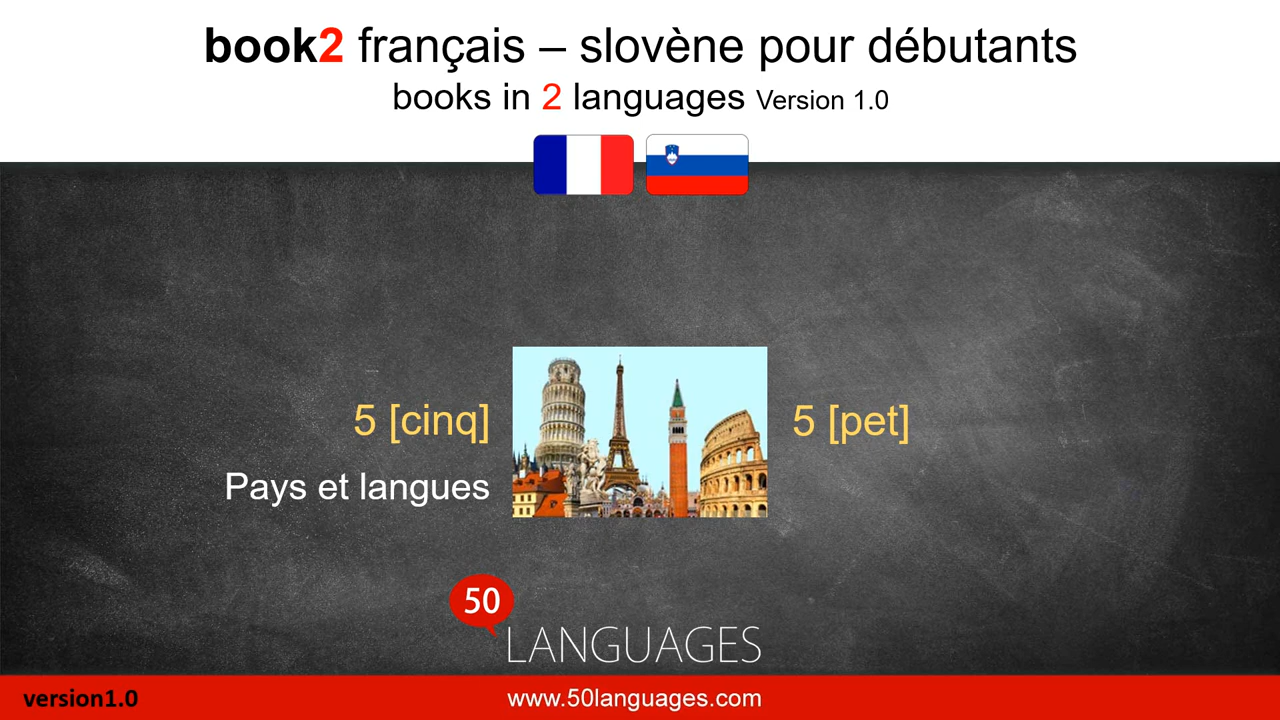 book2 français – slovène pour débutants
books in 2 languages Version 1.0
5 [cinq]
5 [pet]
Pays et langues
50
LANGUAGES
version1.0
www.50languages.com